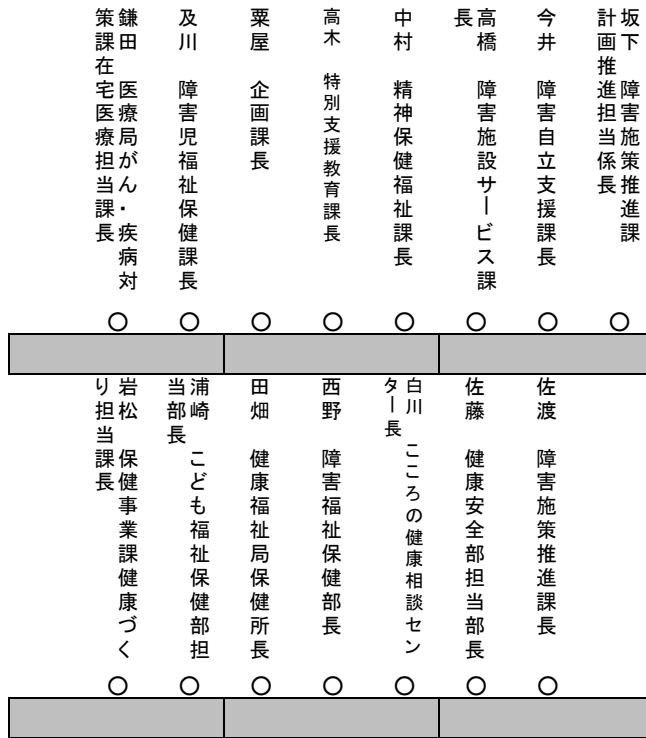 坂下　障害施策推進課
計画推進担当係長
今井　障害自立支援課長
高橋　障害施設サービス課
長
中村　精神保健福祉課長
高木　特別支援教育課長
粟屋　企画課長
及川　障害児福祉保健課長
鎌田　医療局がん・疾病対
策課在宅医療担当課長
○ ○ ○ ○ ○ ○ ○ ○
佐渡　障害施策推進課長
佐藤　健康安全部担当部長
白川　こころの健康相談セン
ター長
西野　障害福祉保健部長
田畑　健康福祉局保健所長
浦崎　こども福祉保健部担
当部長
岩松　保健事業課健康づく
り担当課長
○ ○ ○ ○ ○ ○ ○